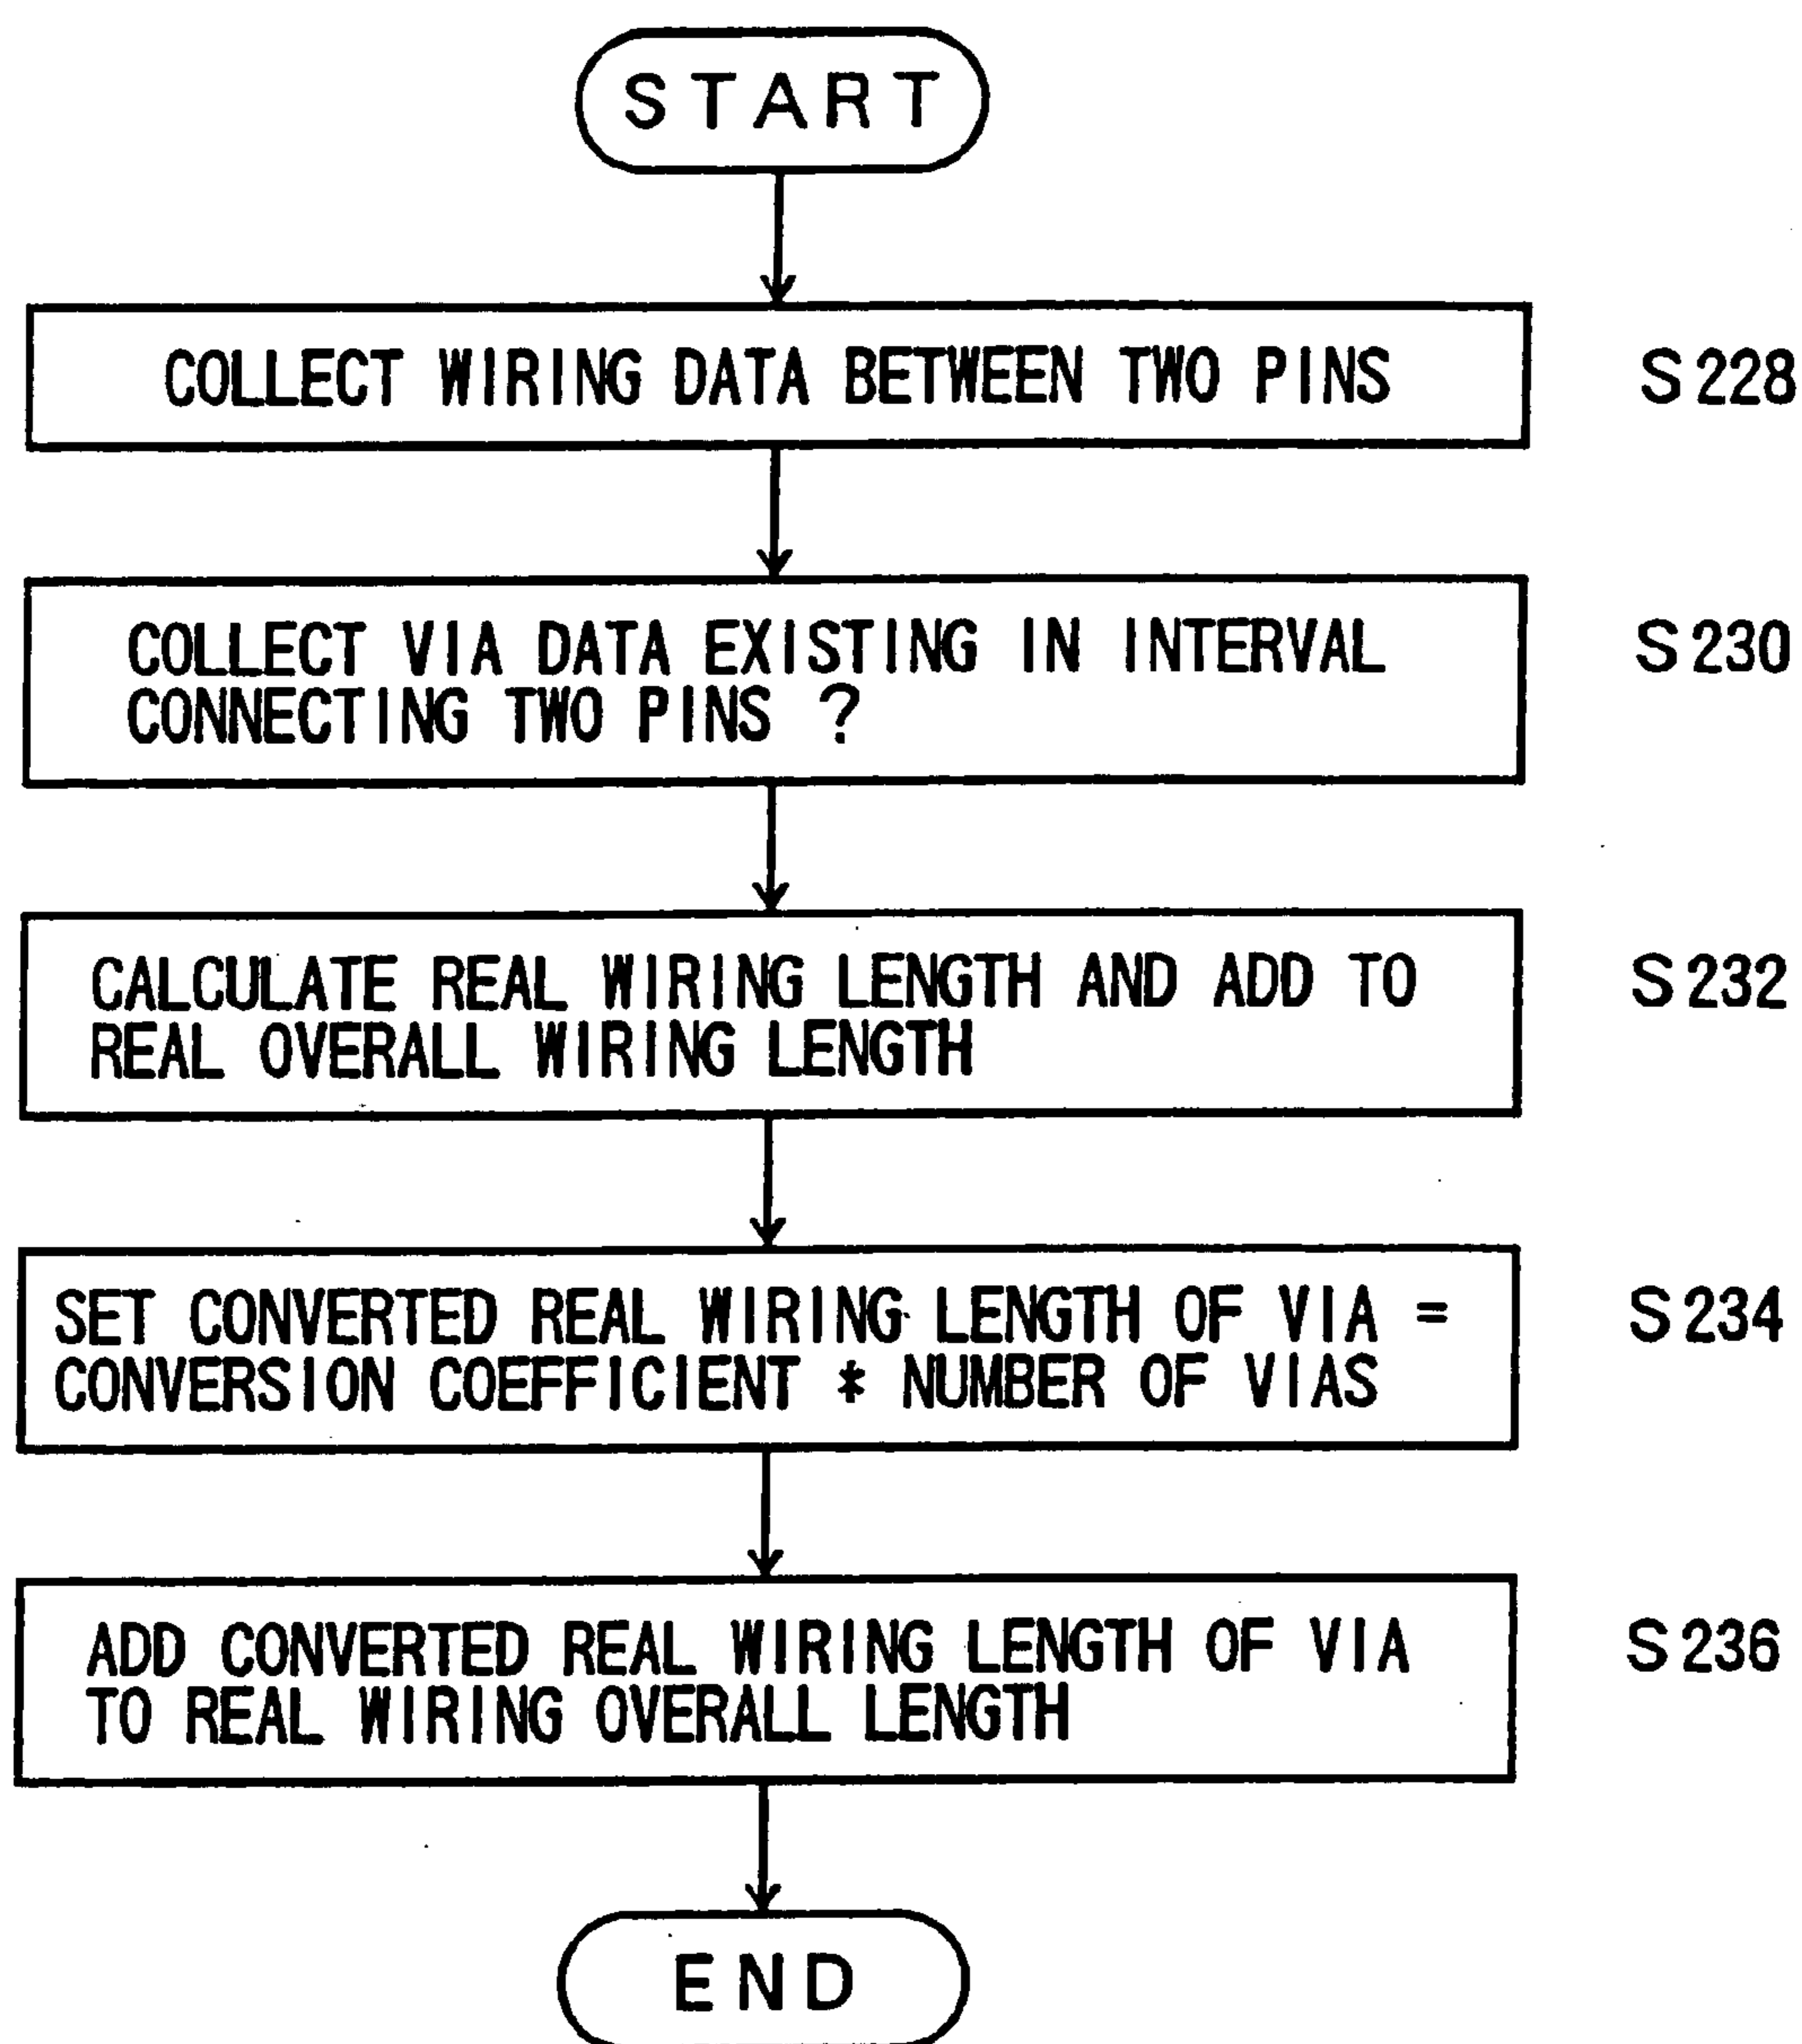 START
COLLECT WIRING DATA BETWEEN TWO PINS
S228
COLLECT VIA DATA EXISTING IN INTERVAL
CONNECTING TWO PINS ?
S230
CALCULATE REAL WIRING LENGTH AND ADD TO
REAL OVERALL WIRING LENGTH
S232
SET CONVERTED REAL WIRING LENGTH OF VIA =
CONVERSION COEFFICIENT * NUMBER OF VIAS
S234
ADD CONVERTED REAL WIRING LENGTH OF VIA
TO REAL WIRING OVERALL LENGTH
S236
END